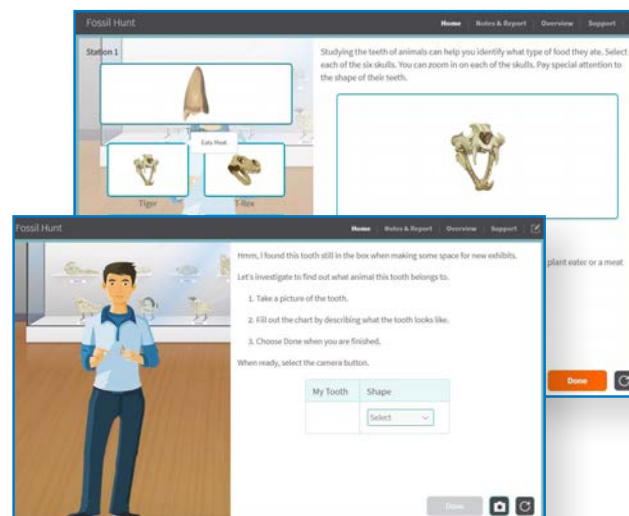 Fossil Hunt
Home Notes & Report Overview Support
Station 1
Eats Meat
Tiger
T-Rex
Studying the teeth of animals can help you identify what type of food they ate. Select
each of the six skulls. You can zoom in on each of the skulls. Pay special attention to
the shape of their teeth.
plant eater or a meat
Done
Fossil Hunt
Home Notes & Report Overview Support
Hmm, I found this tooth still in the box when making some space for new exhibits.
Let's investigate to find out what animal this tooth belongs to.
1. Take a picture of the tooth.
2. Fill out the chart by describing what the tooth looks like.
3. Choose Done when you are finished.
When ready, select the camera button.
My Tooth Shape
Select
Done